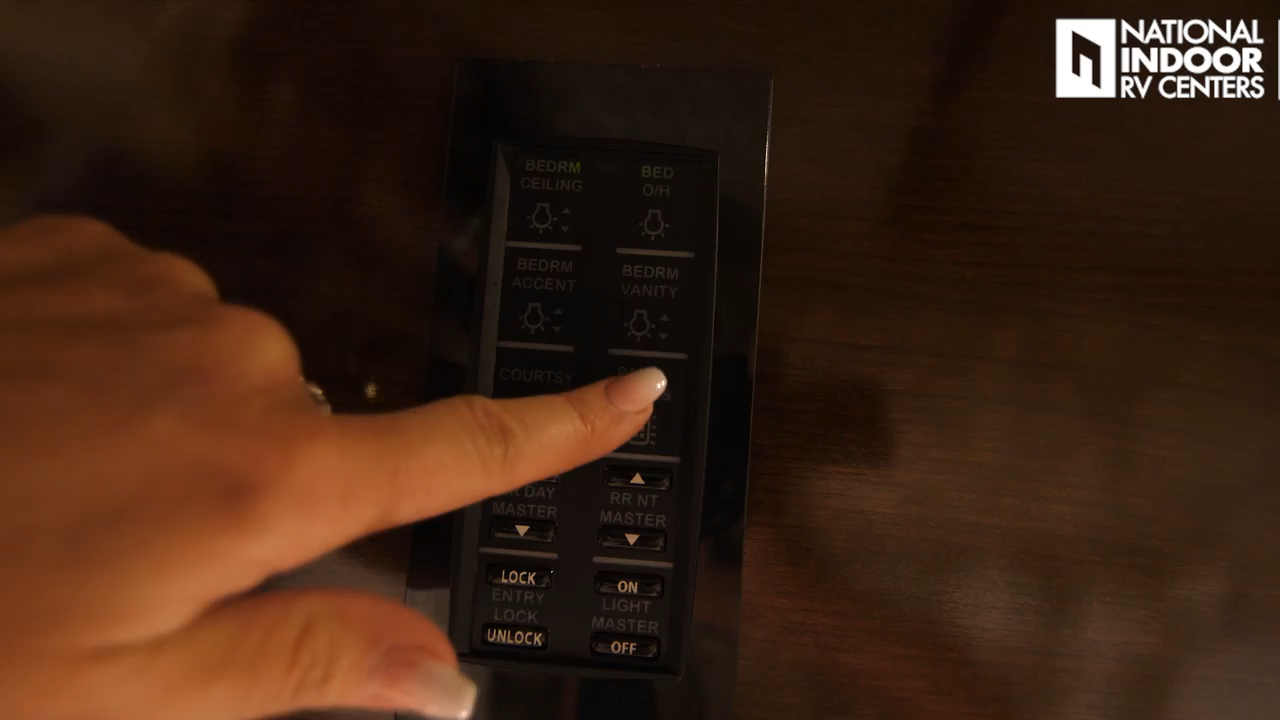 NATIONAL
INDOOR
RV CENTERS
BEDRM
CEILING
BED
O/H
BEDRM
ACCENT
BEDRM
VANITY
COURTSY
DAY
MASTER
RR NT
MASTER
LOCK
ENTRY
LOCK
UNLOCK
ON
LIGHT
MASTER
OFF